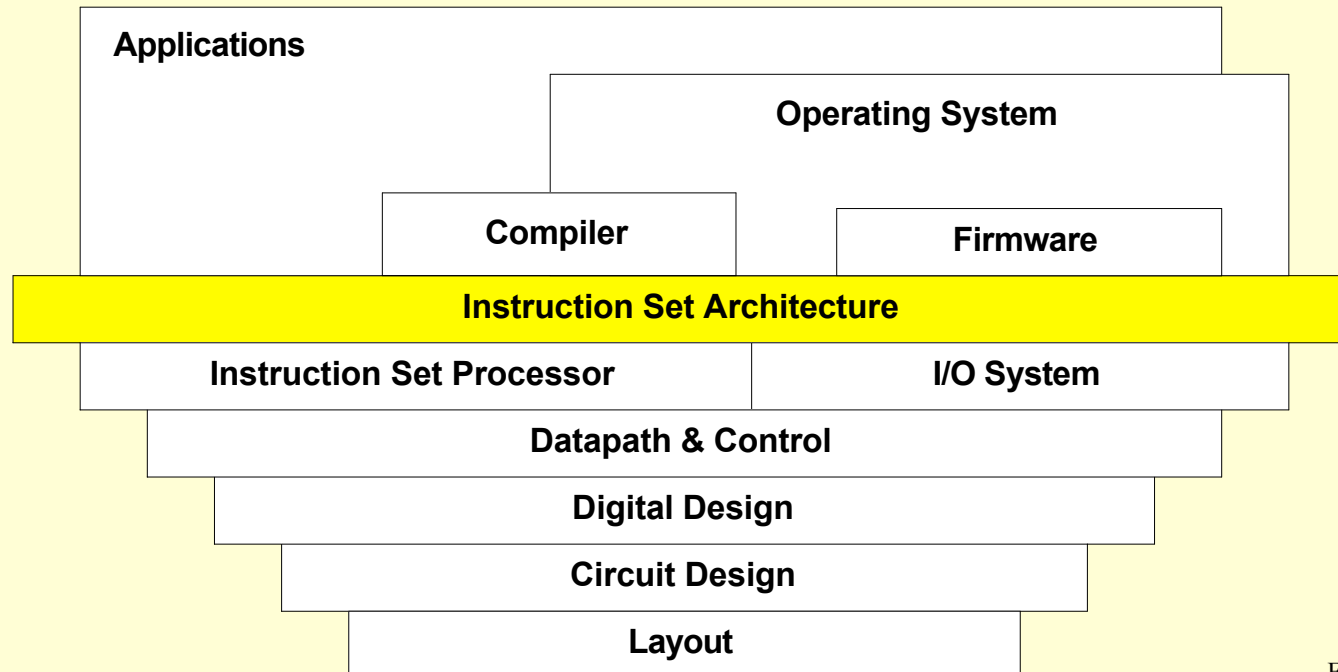 Applications
Operating System
Compiler
Firmware
Instruction Set Architecture
Instruction Set Processor
I/O System
Datapath & Control
Digital Design
Circuit Design
Layout